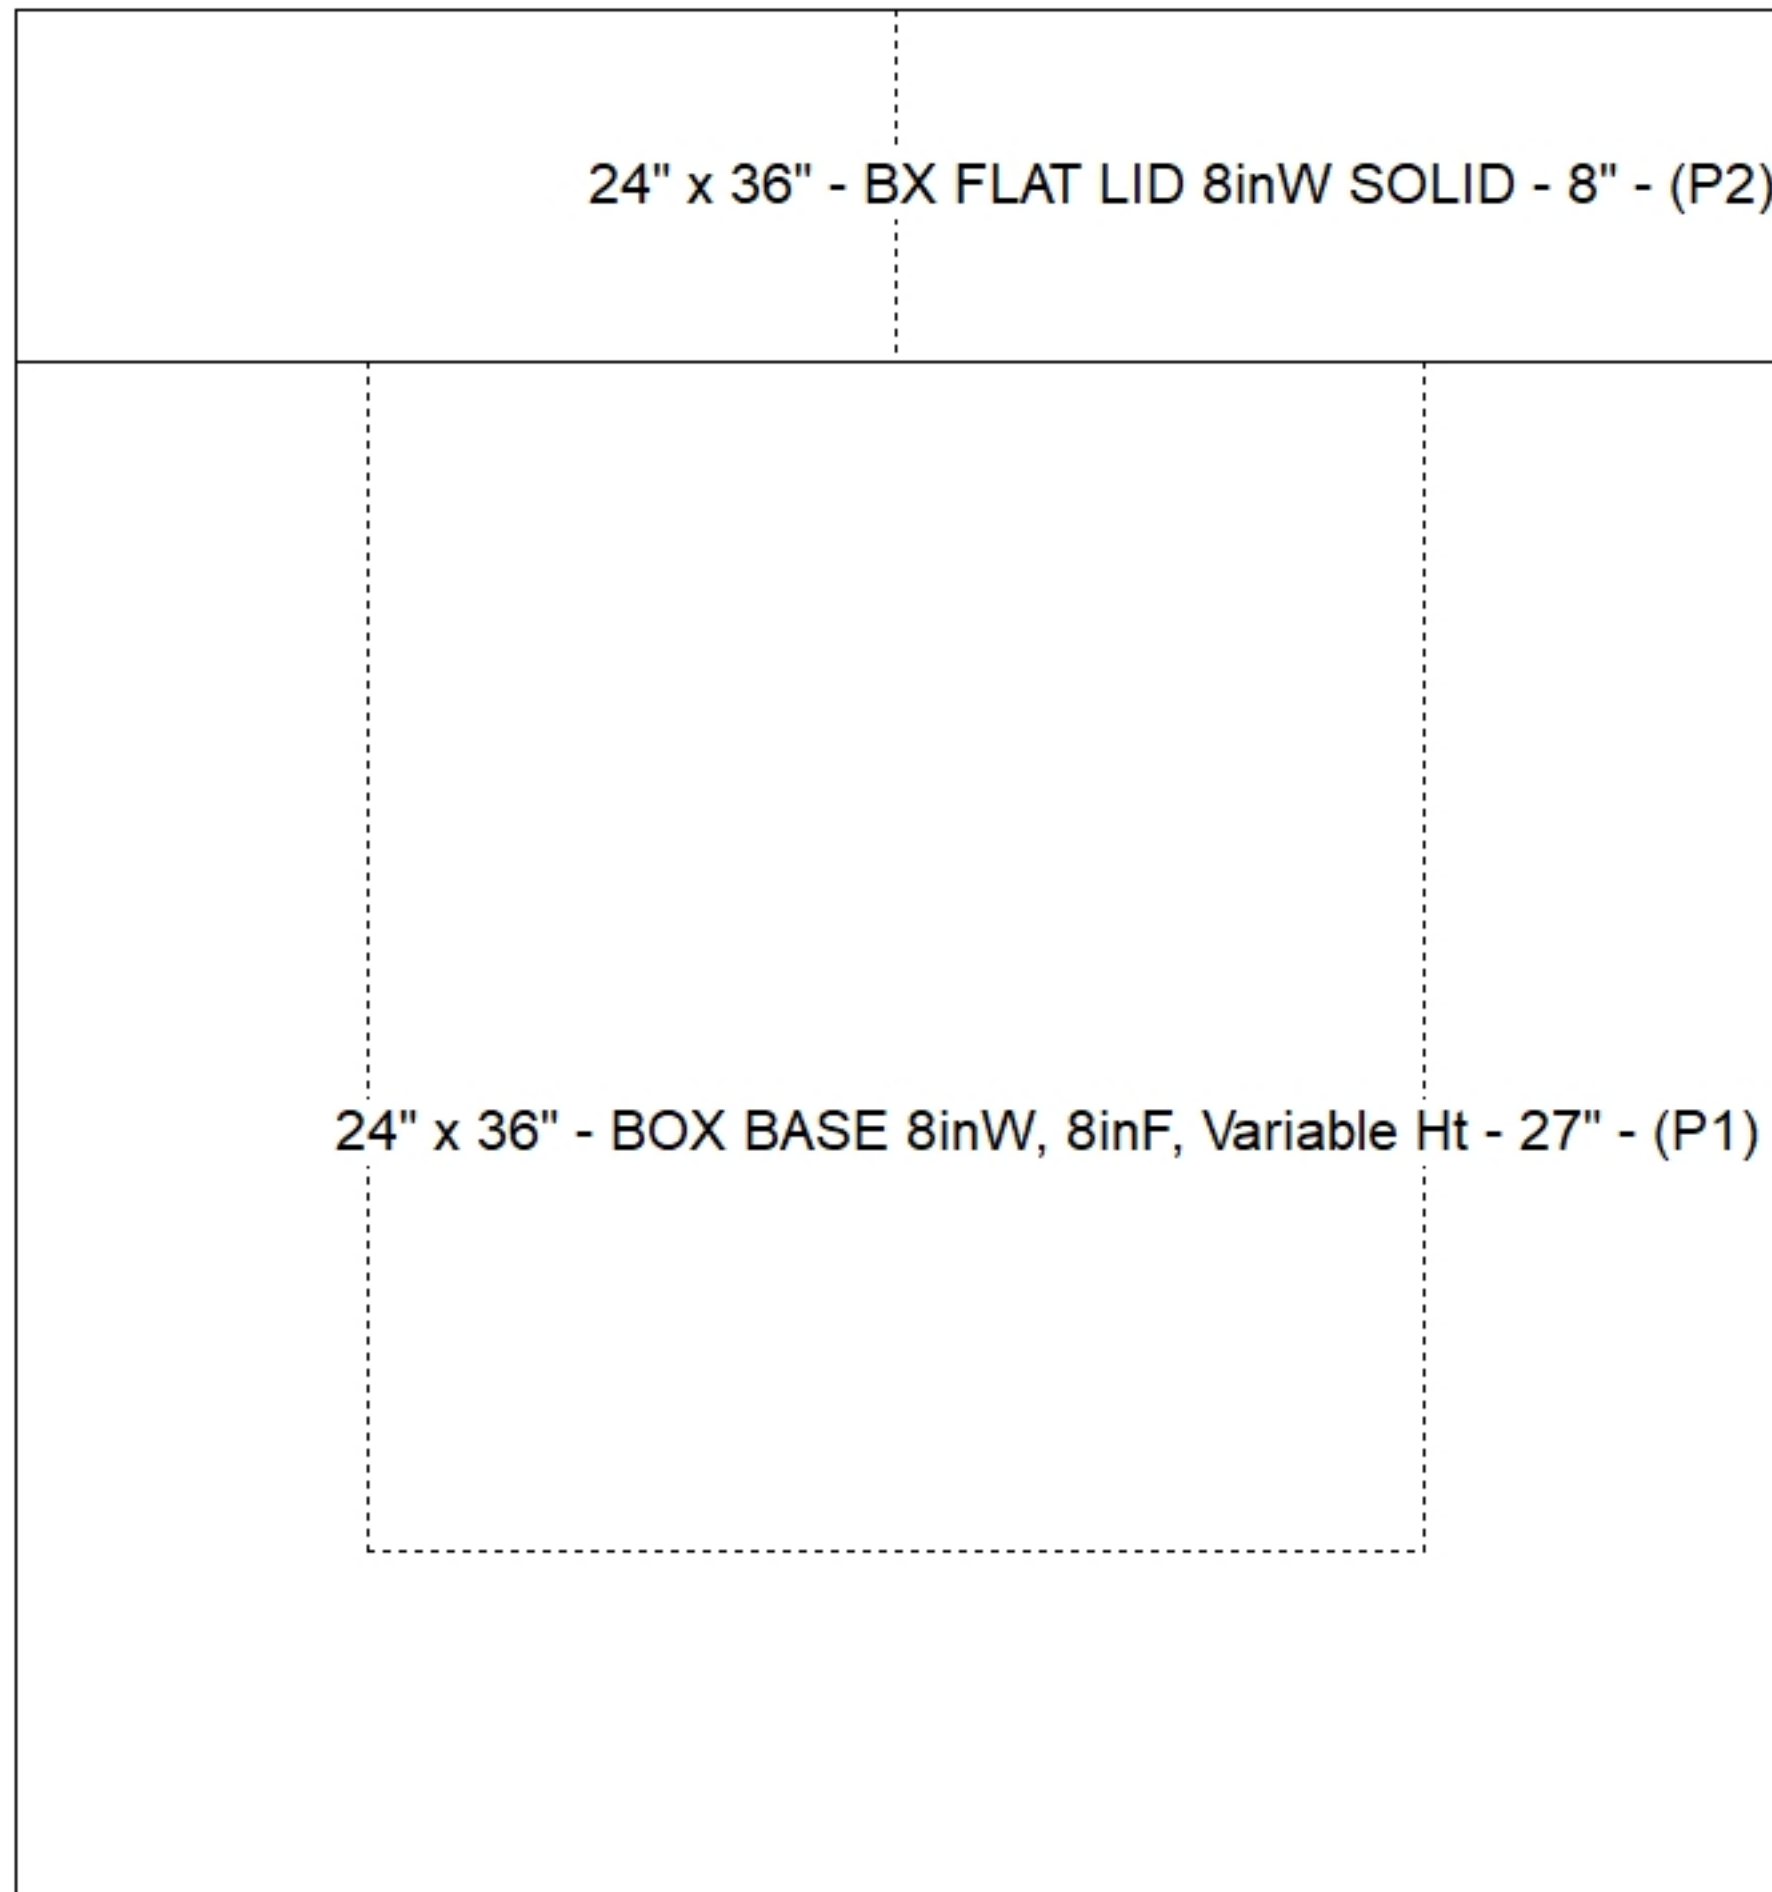 24" x 36" - BX FLAT LID 8inW SOLID - 8" - (P2)
24" x 36" - BOX BASE 8inW, 8inF, Variable Ht - 27" - (P1)